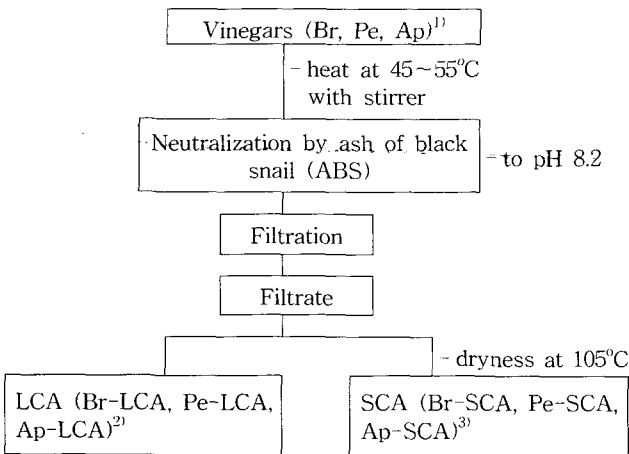 Vinegars (Br, Pe, Ap)¹⁾
- heat at 45~55°C
with stirrer
Neutralization by ash of black
snail (ABS)
- to pH 8.2
Filtration
Filtrate
- dryness at 105°C
LCA (Br-LCA, Pe-LCA,
Ap-LCA)²⁾
SCA (Br-SCA, Pe-SCA,
Ap-SCA)³⁾